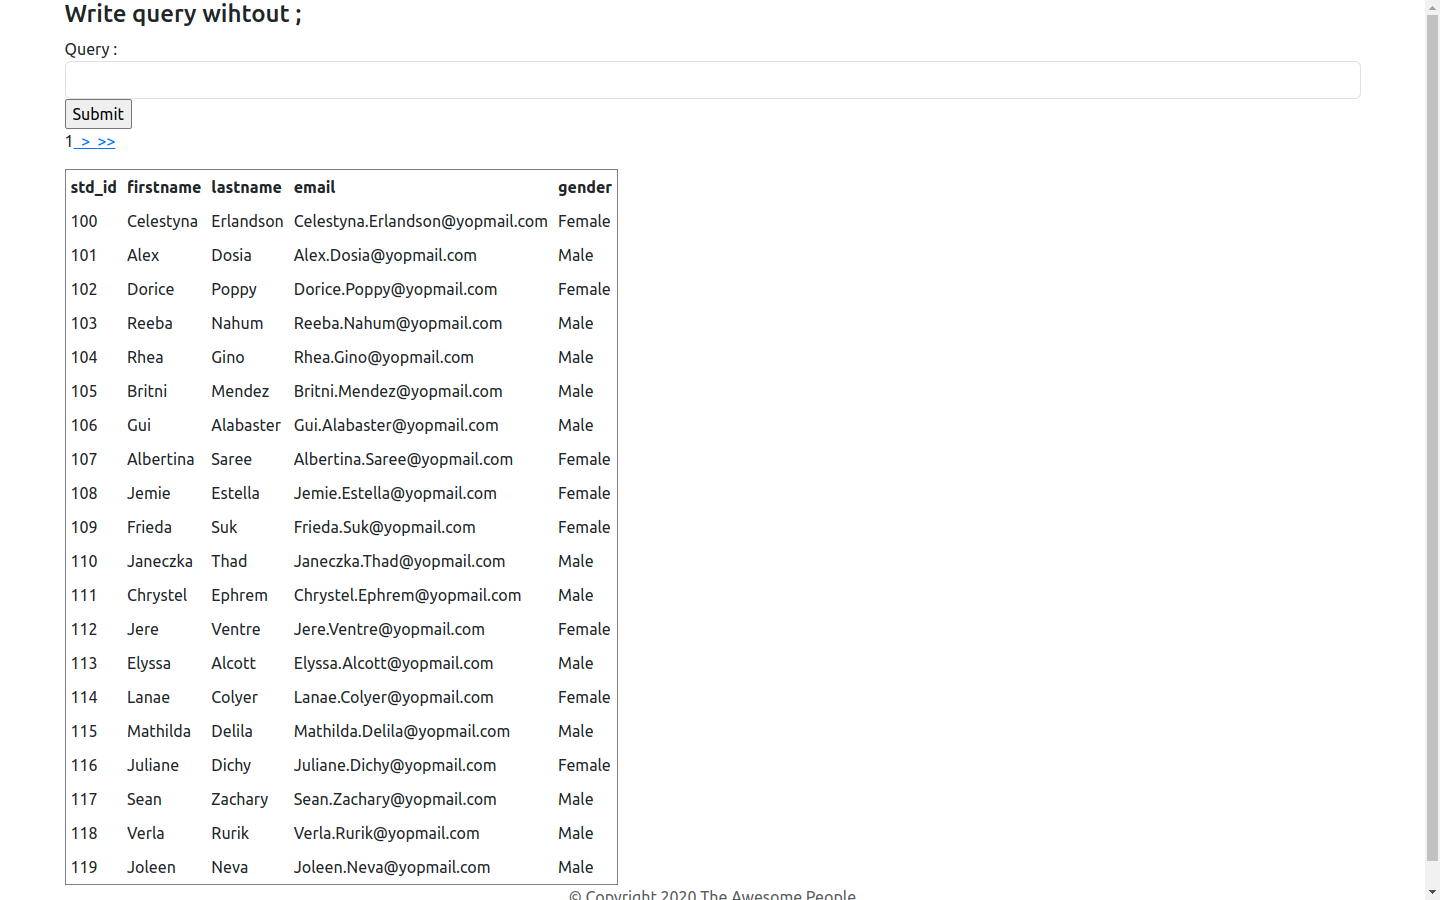 Write query wihtout ;
Query :
Submit
1 > >>
std_id firstname lastname email gender
100 Celestyna Erlandson Celestyna.Erlandson@yopmail.com Female
101 Alex Dosia Alex.Dosia@yopmail.com Male
102 Dorice Poppy Dorice.Poppy@yopmail.com Female
103 Reeba Nahum Reeba.Nahum@yopmail.com Male
104 Rhea Gino Rhea.Gino@yopmail.com Male
105 Britni Mendez Britni.Mendez@yopmail.com Male
106 Gui Alabaster Gui.Alabaster@yopmail.com Male
107 Albertina Saree Albertina.Saree@yopmail.com Female
108 Jemie Estella Jemie.Estella@yopmail.com Female
109 Frieda Suk Frieda.Suk@yopmail.com Female
110 Janeczka Thad Janeczka.Thad@yopmail.com Male
111 Chrystel Ephrem Chrystel.Ephrem@yopmail.com Male
112 Jere Ventre Jere.Ventre@yopmail.com Female
113 Elyssa Alcott Elyssa.Alcott@yopmail.com Male
114 Lanae Colyer Lanae.Colyer@yopmail.com Female
115 Mathilda Delila Mathilda.Delila@yopmail.com Male
116 Juliane Dichy Juliane.Dichy@yopmail.com Female
117 Sean Zachary Sean.Zachary@yopmail.com Male
118 Verla Rurik Verla.Rurik@yopmail.com Male
119 Joleen Neva Joleen.Neva@yopmail.com Male
© Copyright 2020 The Awesome People